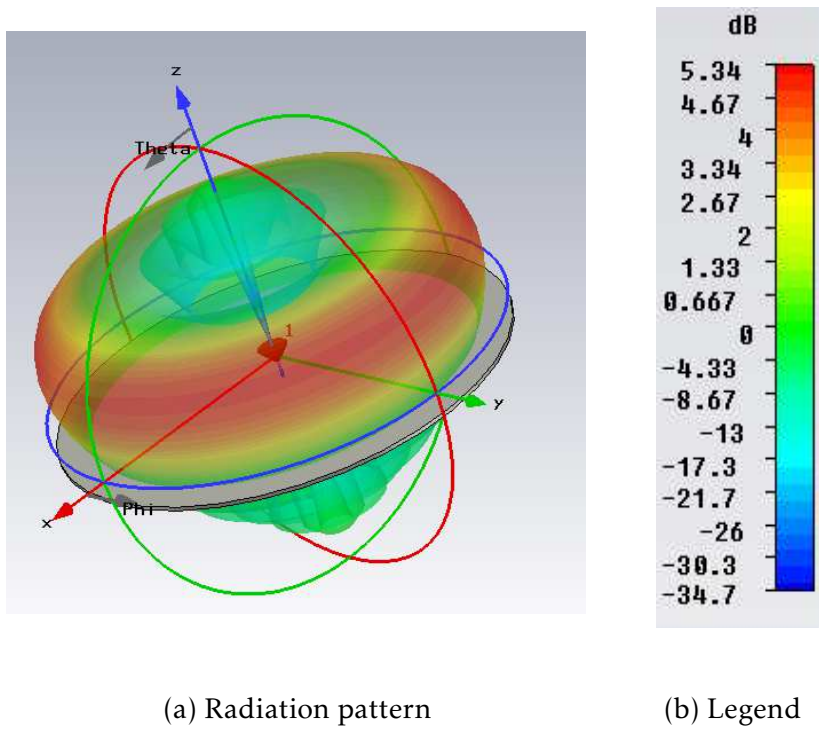 z
Theta
1
y
x
Phi
dB
5.34
4.67
4
3.34
2.67
2
1.33
0.667
0
-4.33
-8.67
-13
-17.3
-21.7
-26
-30.3
-34.7
(a) Radiation pattern
(b) Legend